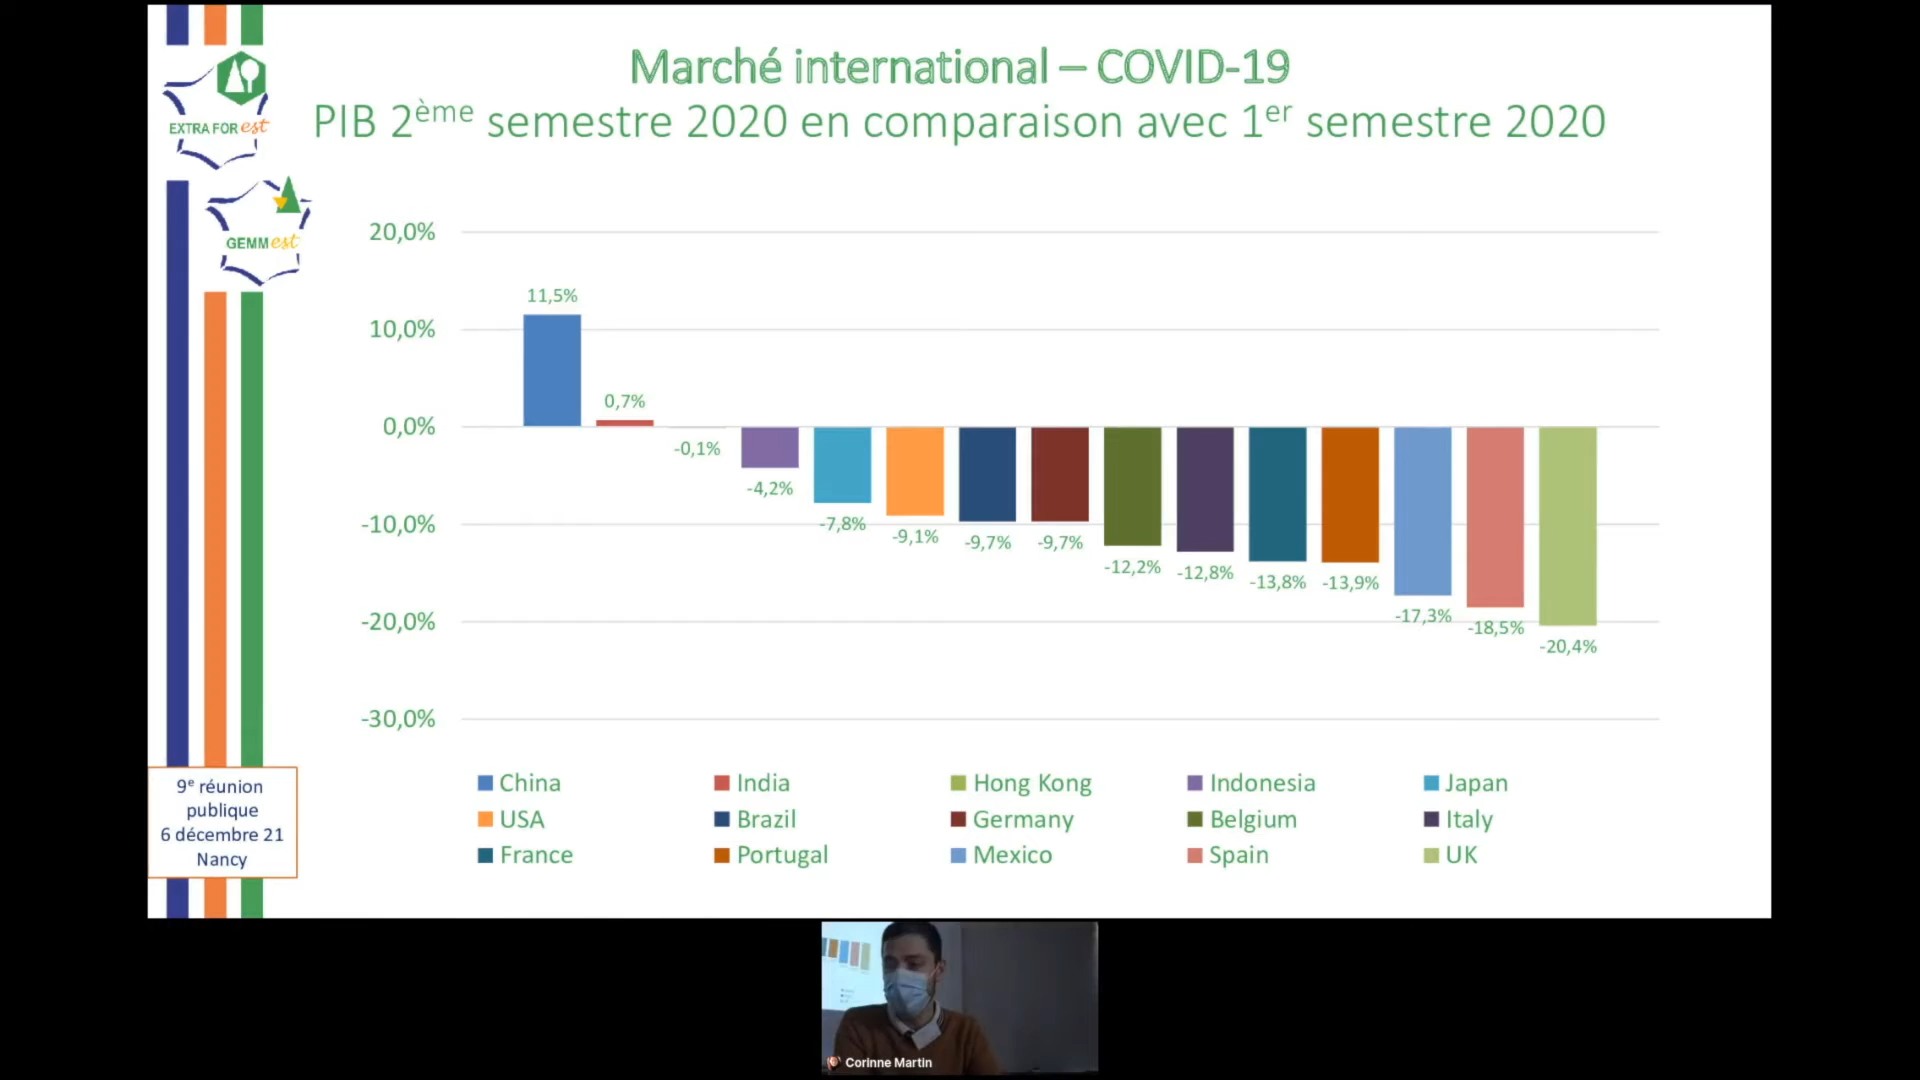 Marché international – COVID-19
PIB 2ème semestre 2020 en comparaison avec 1er semestre 2020
EXTRA FOR est
GEMM est
20,0%
10,0%
0,0%
-10,0%
-20,0%
-30,0%
11,5%
0,7%
-0,1%
-4,2%
-7,8%
-9,1%
-9,7%
-9,7%
-12,2%
-12,8%
-13,8%
-13,9%
-17,3%
-18,5%
-20,4%
China India Hong Kong Indonesia Japan
USA Brazil Germany Belgium Italy
France Portugal Mexico Spain UK
9e réunion
publique
6 décembre 21
Nancy
Corinne Martin